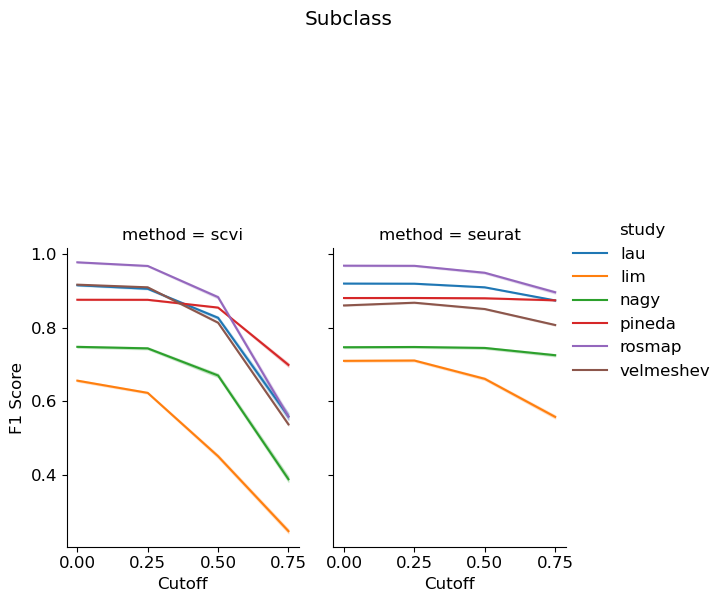 Subclass
method = scvi
method = seurat
study
lau
lim
nagy
pineda
rosmap
velmeshev
F1 Score
1.0
0.8
0.6
0.4
0.00 0.25 0.50 0.75
0.00 0.25 0.50 0.75
Cutoff
Cutoff